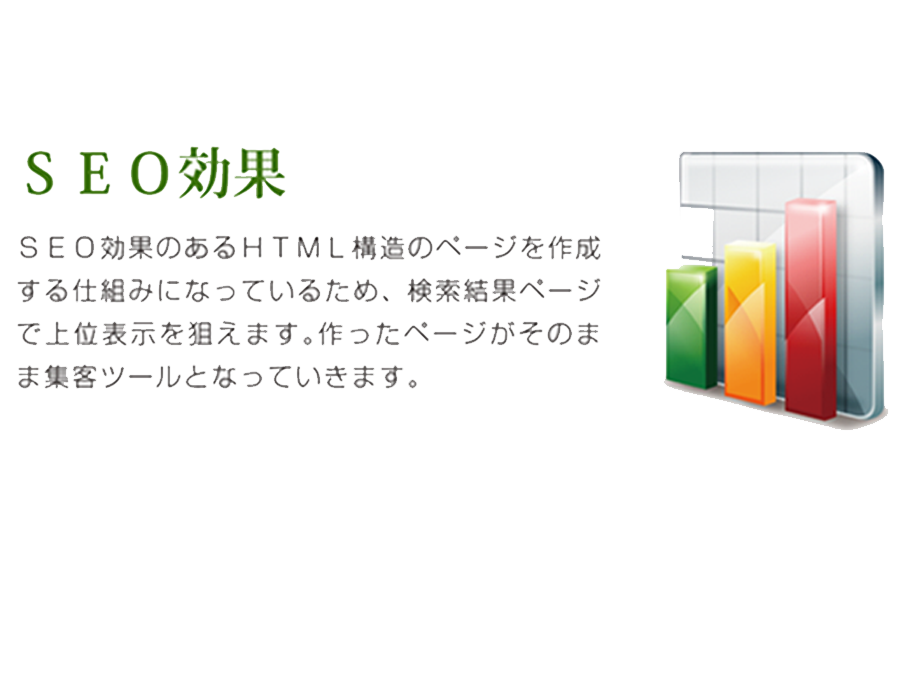 ＳＥＯ効果
ＳＥＯ効果のあるＨＴＭＬ構造のページを作成
する仕組みになっているため、検索結果ページ
で上位表示を狙えます。作ったページがそのま
ま集客ツールとなっていきます。